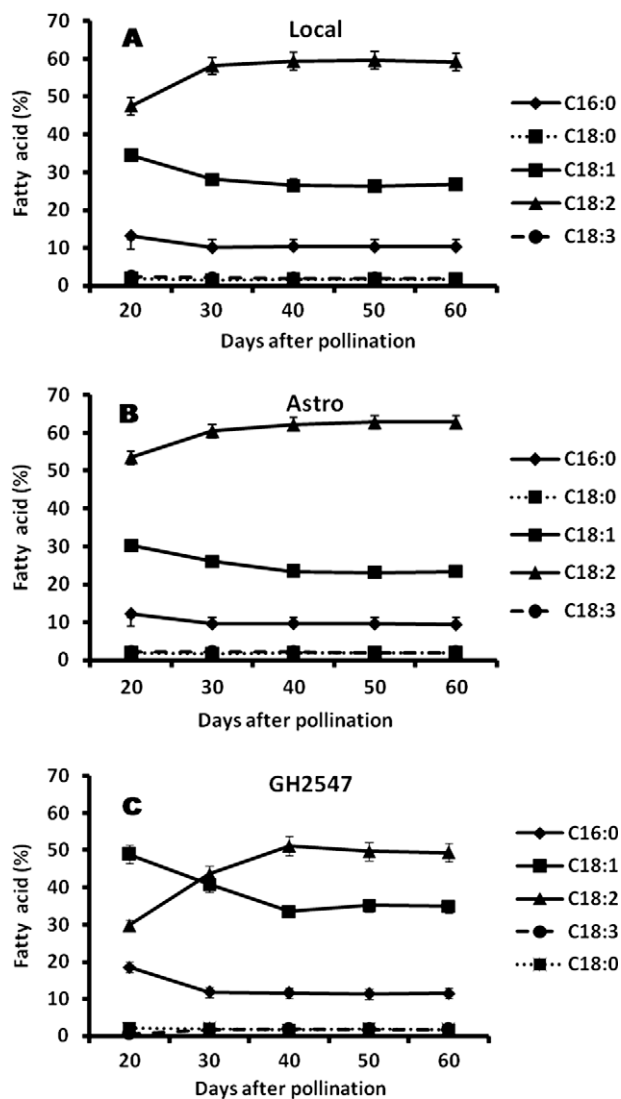 A
Local
70
60
50
40
30
20
10
0
Fatty acid (%)
20 30 40 50 60
Days after pollination
C16:0
C18:0
C18:1
C18:2
C18:3
B
Astro
70
60
50
40
30
20
10
0
Fatty acid (%)
20 30 40 50 60
Days after pollination
C16:0
C18:0
C18:1
C18:2
C18:3
C
GH2547
70
60
50
40
30
20
10
0
Fatty acid (%)
20 30 40 50 60
Days after pollination
C16:0
C18:1
C18:2
C18:3
C18:0